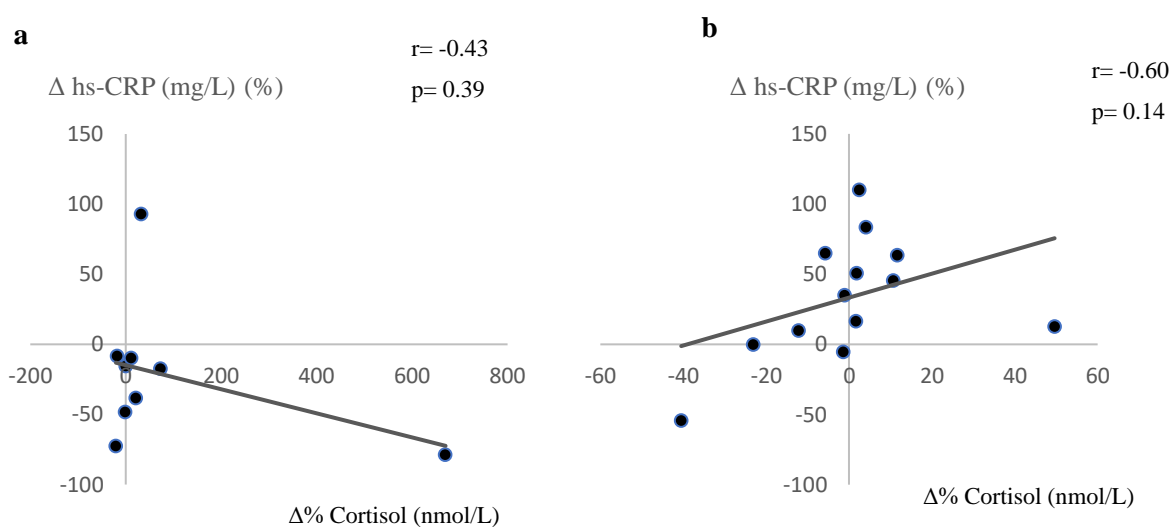 a
r= -0.43
p= 0.39
Δ hs-CRP (mg/L) (%)
150
100
50
0
-50
-100
-200
0
200
400
600
800
Δ% Cortisol (nmol/L)
b
r= -0.60
p= 0.14
Δ hs-CRP (mg/L) (%)
150
100
50
0
-50
-100
-60
-40
-20
0
20
40
60
Δ% Cortisol (nmol/L)